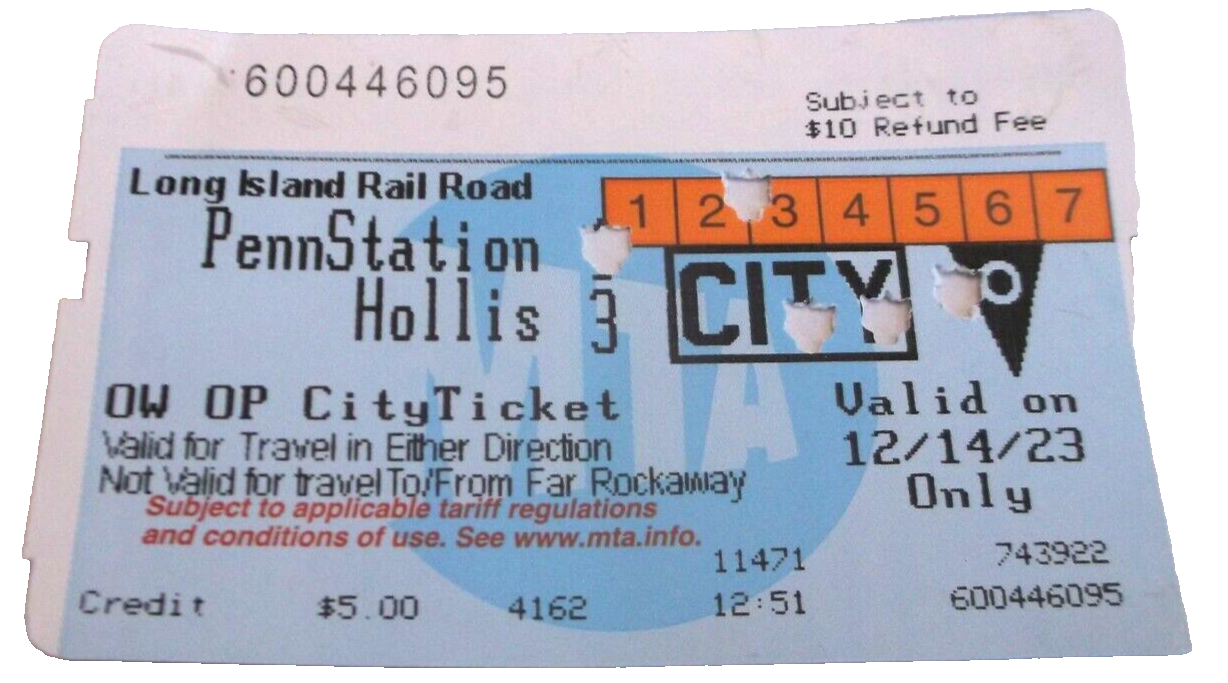 600446095
Subject to
$10 Refund Fee
Long Island Rail Road
1 2 3 4 5 6 7
PennStation
Hollis 3
CITY
OW OP CityTicket
Valid on
Valid for Travel in Either Direction
12/14/23
Not Valid for travel To/From Far Rockaway
Only
Subject to applicable tariff regulations
and conditions of use. See www.mta.info.
11471 743922
Credit $5.00 4162 12:51 600446095
MTA